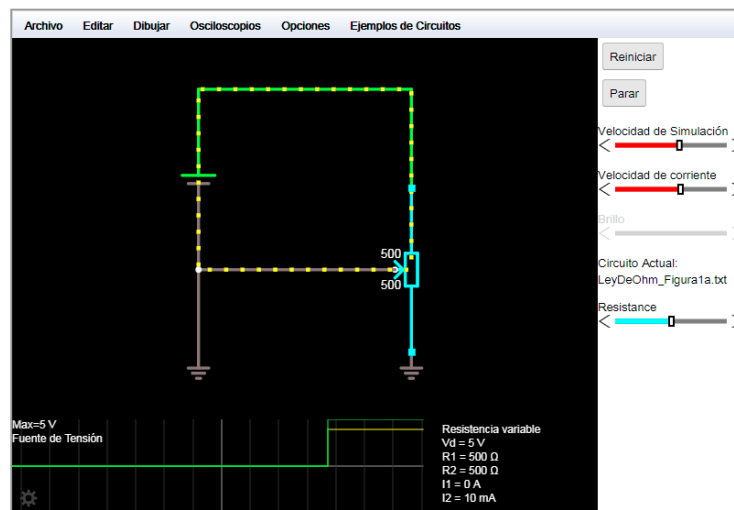 Archivo Editar Dibujar Osciloscopios Opciones Ejemplos de Circuitos
Reiniciar
Parar
Velocidad de Simulación
Velocidad de corriente
Brillo
Circuito Actual:
LeyDeOhm_Figura1a.txt
Resistance
500
500
Max=5 V
Fuente de Tensión
Resistencia variable
Vd = 5 V
R1 = 500 Ω
R2 = 500 Ω
I1 = 0 A
I2 = 10 mA